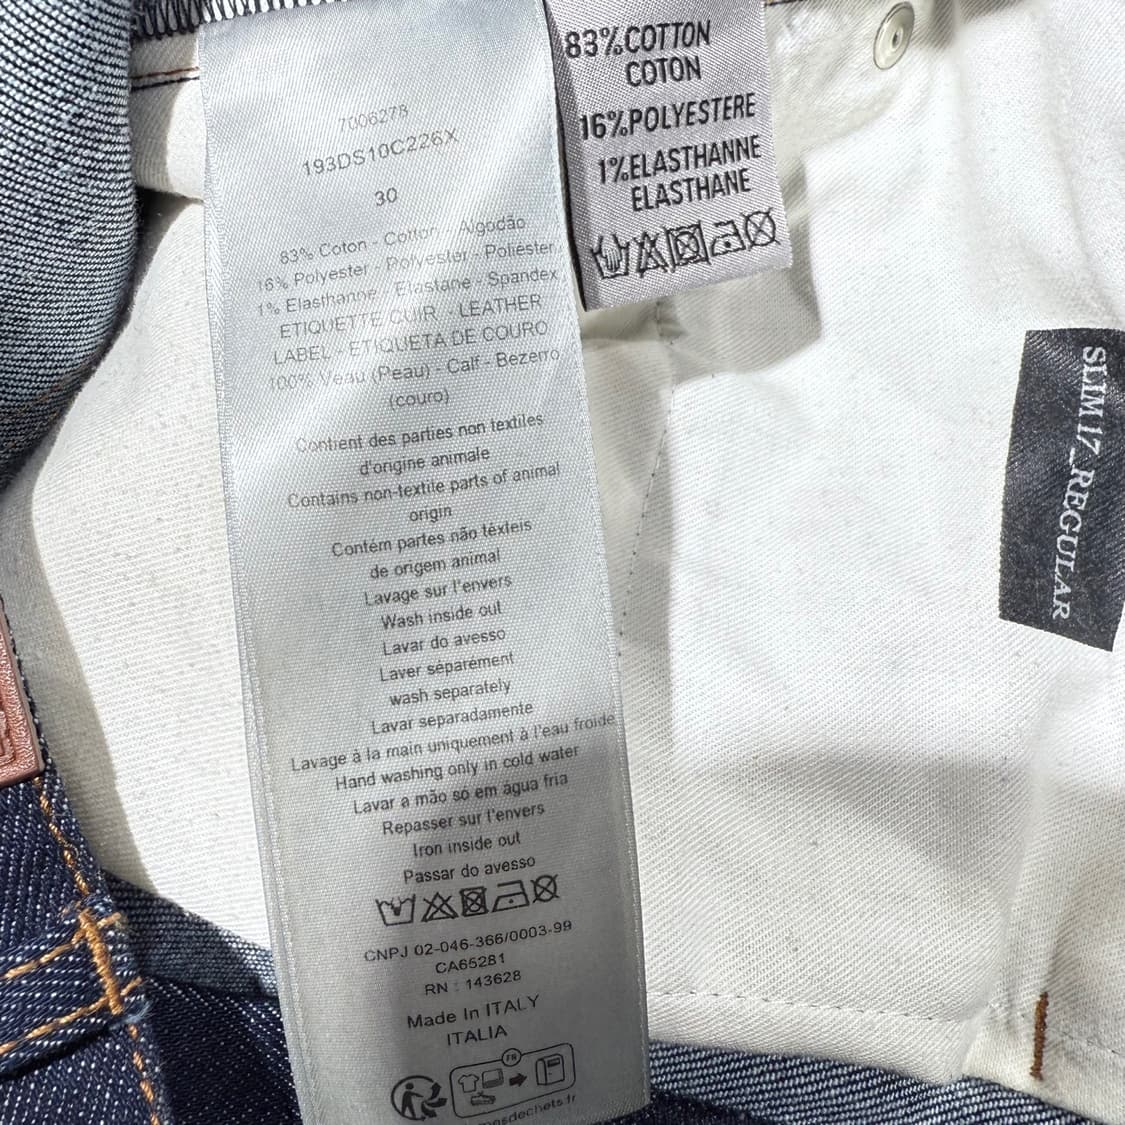 7006278
193DS10C226X
30
83% Coton - Cotton - Algodão
16% Polyester - Polyester - Poliéster
1% Elasthanne - Elastane - Spandex
ETIQUETTE CUIR - LEATHER
LABEL - ETIQUETA DE COURO
100% Veau (Peau) - Calf - Bezerro
(couro)
Contient des parties non textiles
d'origine animale
Contains non-textile parts of animal
origin
Contém partes não têxteis
de origem animal
Lavage sur l'envers
Wash inside out
Lavar do avesso
Laver séparément
wash separately
Lavar separadamente
Lavage à la main uniquement à l'eau froide
Hand washing only in cold water
Lavar a mão só em água fria
Repasser sur l'envers
Iron inside out
Passar do avesso
CNPJ 02-046-366/0003-99
CA65281
RN : 143628
Made In ITALY
ITALIA
FR
83%COTTON
COTON
16%POLYESTERE
1%ELASTHANNE
ELASTHANE
SLIM17_REGULAR